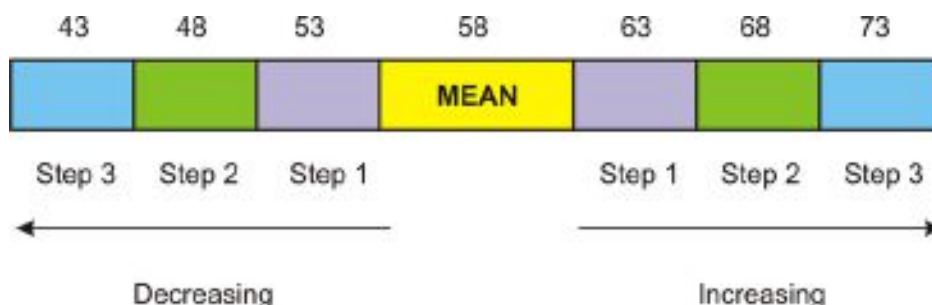 43 48 53 58 63 68 73
MEAN
Step 3 Step 2 Step 1 Step 1 Step 2 Step 3
Decreasing Increasing